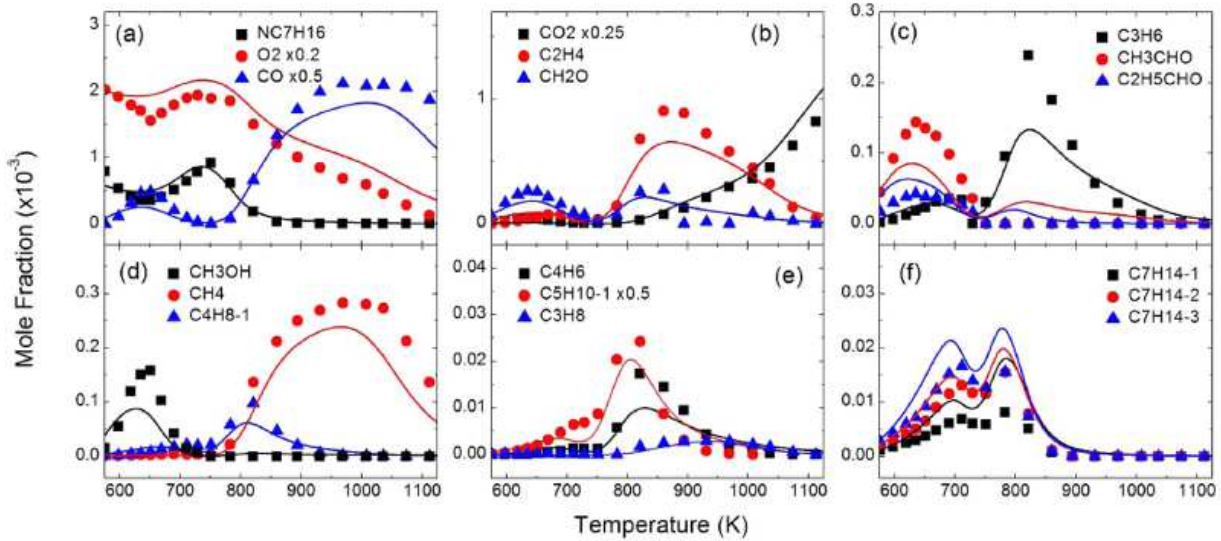 (a)
NC7H16
O2 x0.2
CO x0.5
3
2
1
0
(b)
CO2 x0.25
C2H4
CH2O
1
0
(c)
C3H6
CH3CHO
C2H5CHO
0.3
0.2
0.1
0.0
Mole Fraction (x10-3)
(d)
CH3OH
CH4
C4H8-1
0.3
0.2
0.1
0.0
600 700 800 900 1000 1100
(e)
C4H6
C5H10-1 x0.5
C3H8
0.04
0.03
0.02
0.01
0.00
600 700 800 900 1000 1100
(f)
C7H14-1
C7H14-2
C7H14-3
0.03
0.02
0.01
0.00
600 700 800 900 1000 1100
Temperature (K)